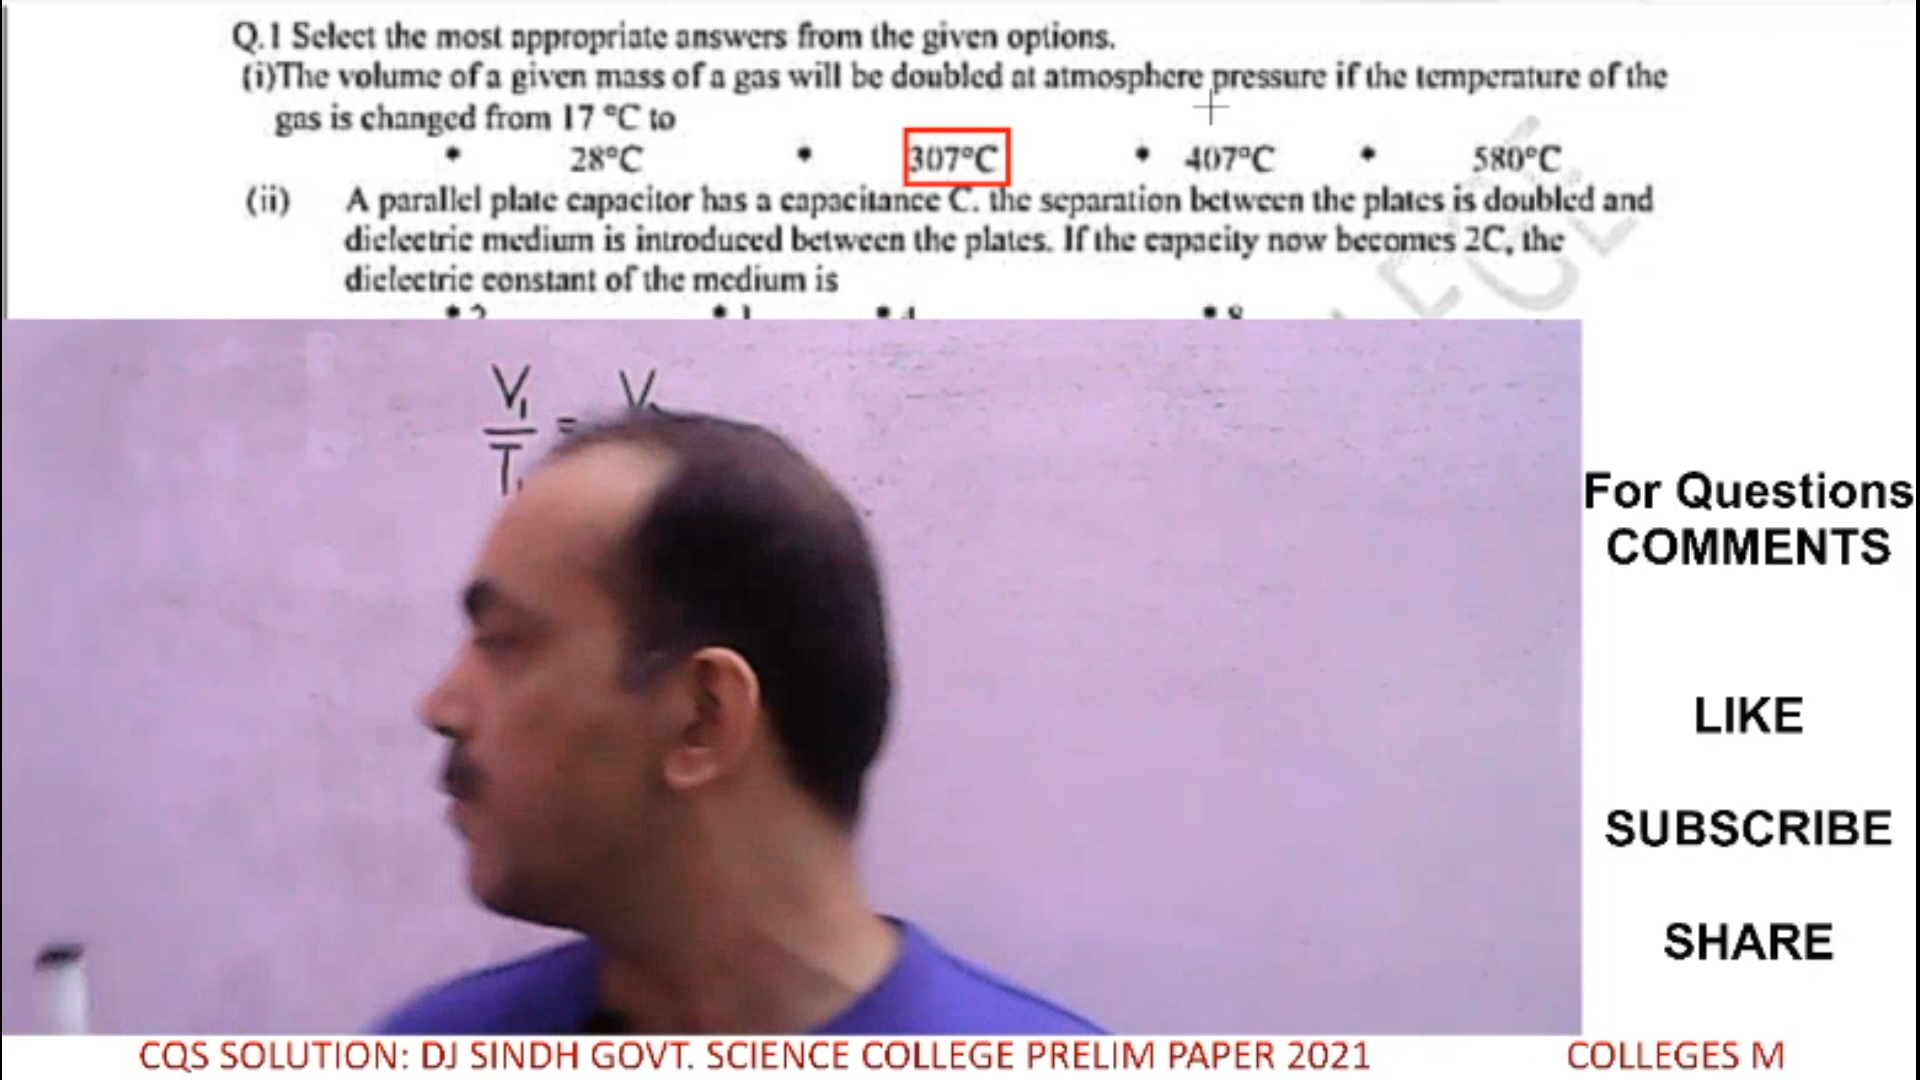 Q.1 Select the most appropriate answers from the given options.
(i)The volume of a given mass of a gas will be doubled at atmosphere pressure if the temperature of the
gas is changed from 17 °C to
• 28°C • 307°C • 407°C • 580°C
(ii) A parallel plate capacitor has a capacitance C. the separation between the plates is doubled and
dielectric medium is introduced between the plates. If the capacity now becomes 2C, the
dielectric constant of the medium is
V₁ = V
T₁
For Questions
COMMENTS
LIKE
SUBSCRIBE
SHARE
CQS SOLUTION: DJ SINDH GOVT. SCIENCE COLLEGE PRELIM PAPER 2021 COLLEGES M